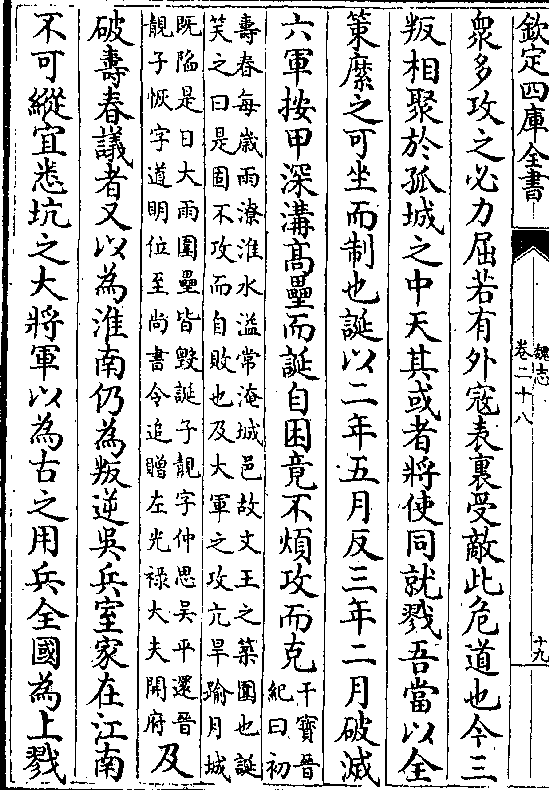 欽定四庫全書
魏志
卷二十八
十九
衆多攻之必力屈若有外寇表裏受敵此危道也今三
叛相聚於孤城之中天其或者將使同就戮吾當以全
策縻之可坐而制也誕以二年五月反三年二月破滅
六軍按甲深溝髙壘而誕自困竟不煩攻而克
干寳晉
紀曰初
壽春每歲雨潦淮水溢常淹城邑故文王之築圍也誕
笑之曰是固不攻而自敗也及大軍之攻亢旱踰月城
既陷是日大雨圍壘皆毁誕子靚字仲思吳平還晉
靚子恢字道明位至尚書令追贈左光禄大夫開府
及
破壽春議者又以為淮南仍為叛逆吳兵室家在江南
不可縱宜悉坑之大將軍以為古之用兵全國為上戮